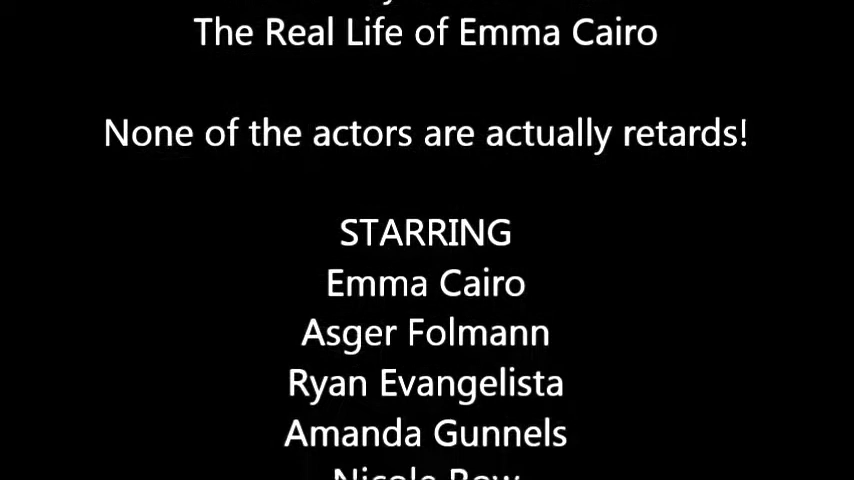 The Real Life of Emma Cairo
None of the actors are actually retards!
STARRING
Emma Cairo
Asger Folmann
Ryan Evangelista
Amanda Gunnels
Nicole Row